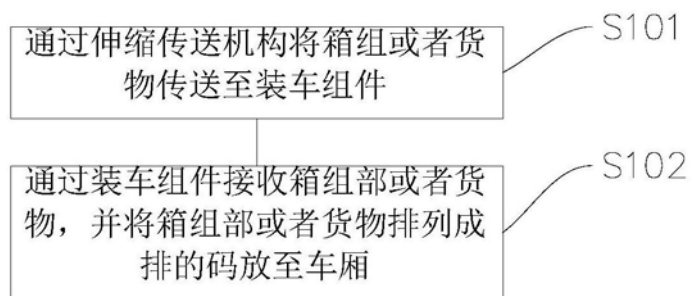 通过伸缩传送机构将箱组或者货
物传送至装车组件
S101
通过装车组件接收箱组部或者货
物，并将箱组部或者货物排列成
排的码放至车厢
S102